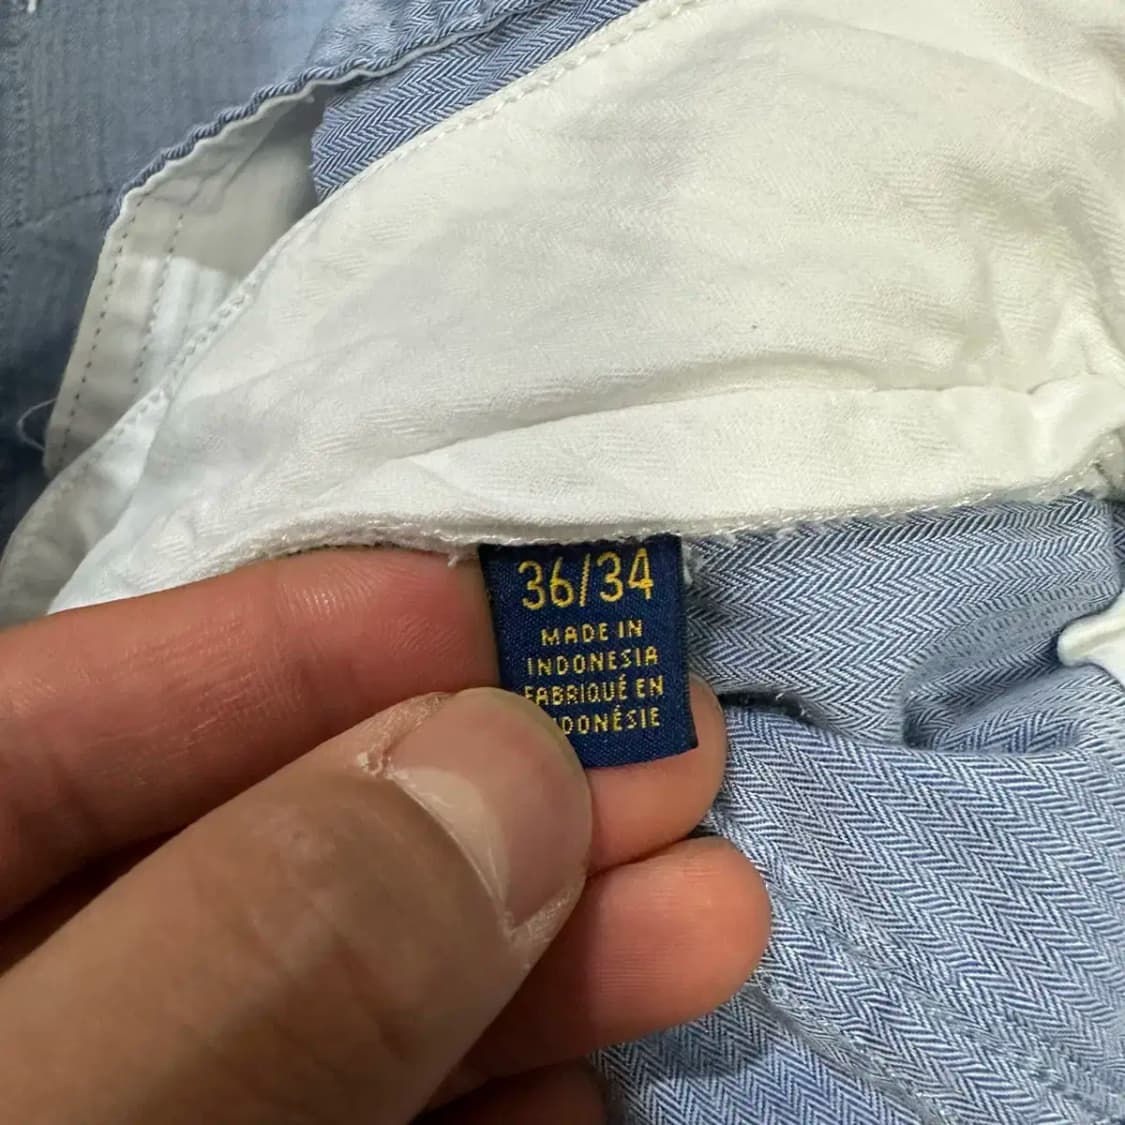 36/34
MADE IN
INDONESIA
FABRIQUÉ EN